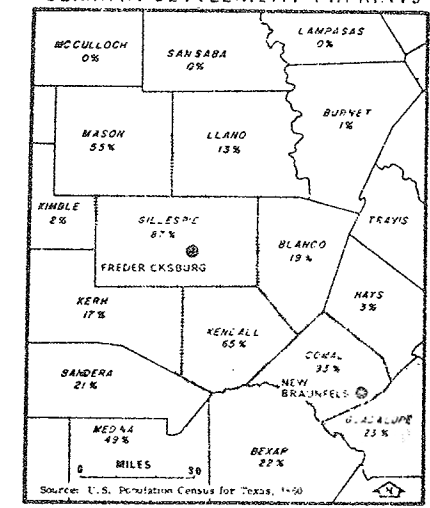 LAMPASAS
0%
MCCULLOCH
0%
SAN SABA
0%
BURNET
1%
MASON
55%
LLANO
13%
KIMBLE
2%
GILLESPIE
87%
FREDERICKSBURG
BLANCO
19%
TRAVIS
HAYS
3%
KERR
17%
KENDALL
65%
COMAL
93%
NEW
BRAUNFELS
BANDERA
21%
GUADALUPE
23%
MEDINA
49%
BEXAR
22%
0 MILES 30
Source: U.S. Population Census for Texas,
N